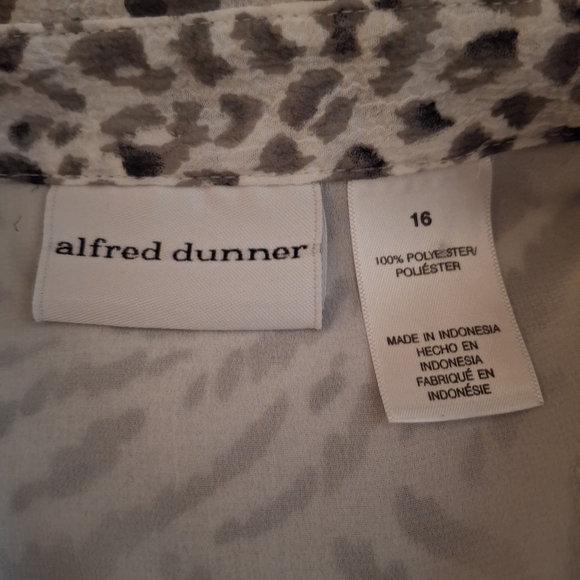 alfred dunner
16
100% POLYESTER/
POLIÉSTER
MADE IN INDONESIA
HECHO EN
INDONESIA
FABRIQUÉ EN
INDONÉSIE